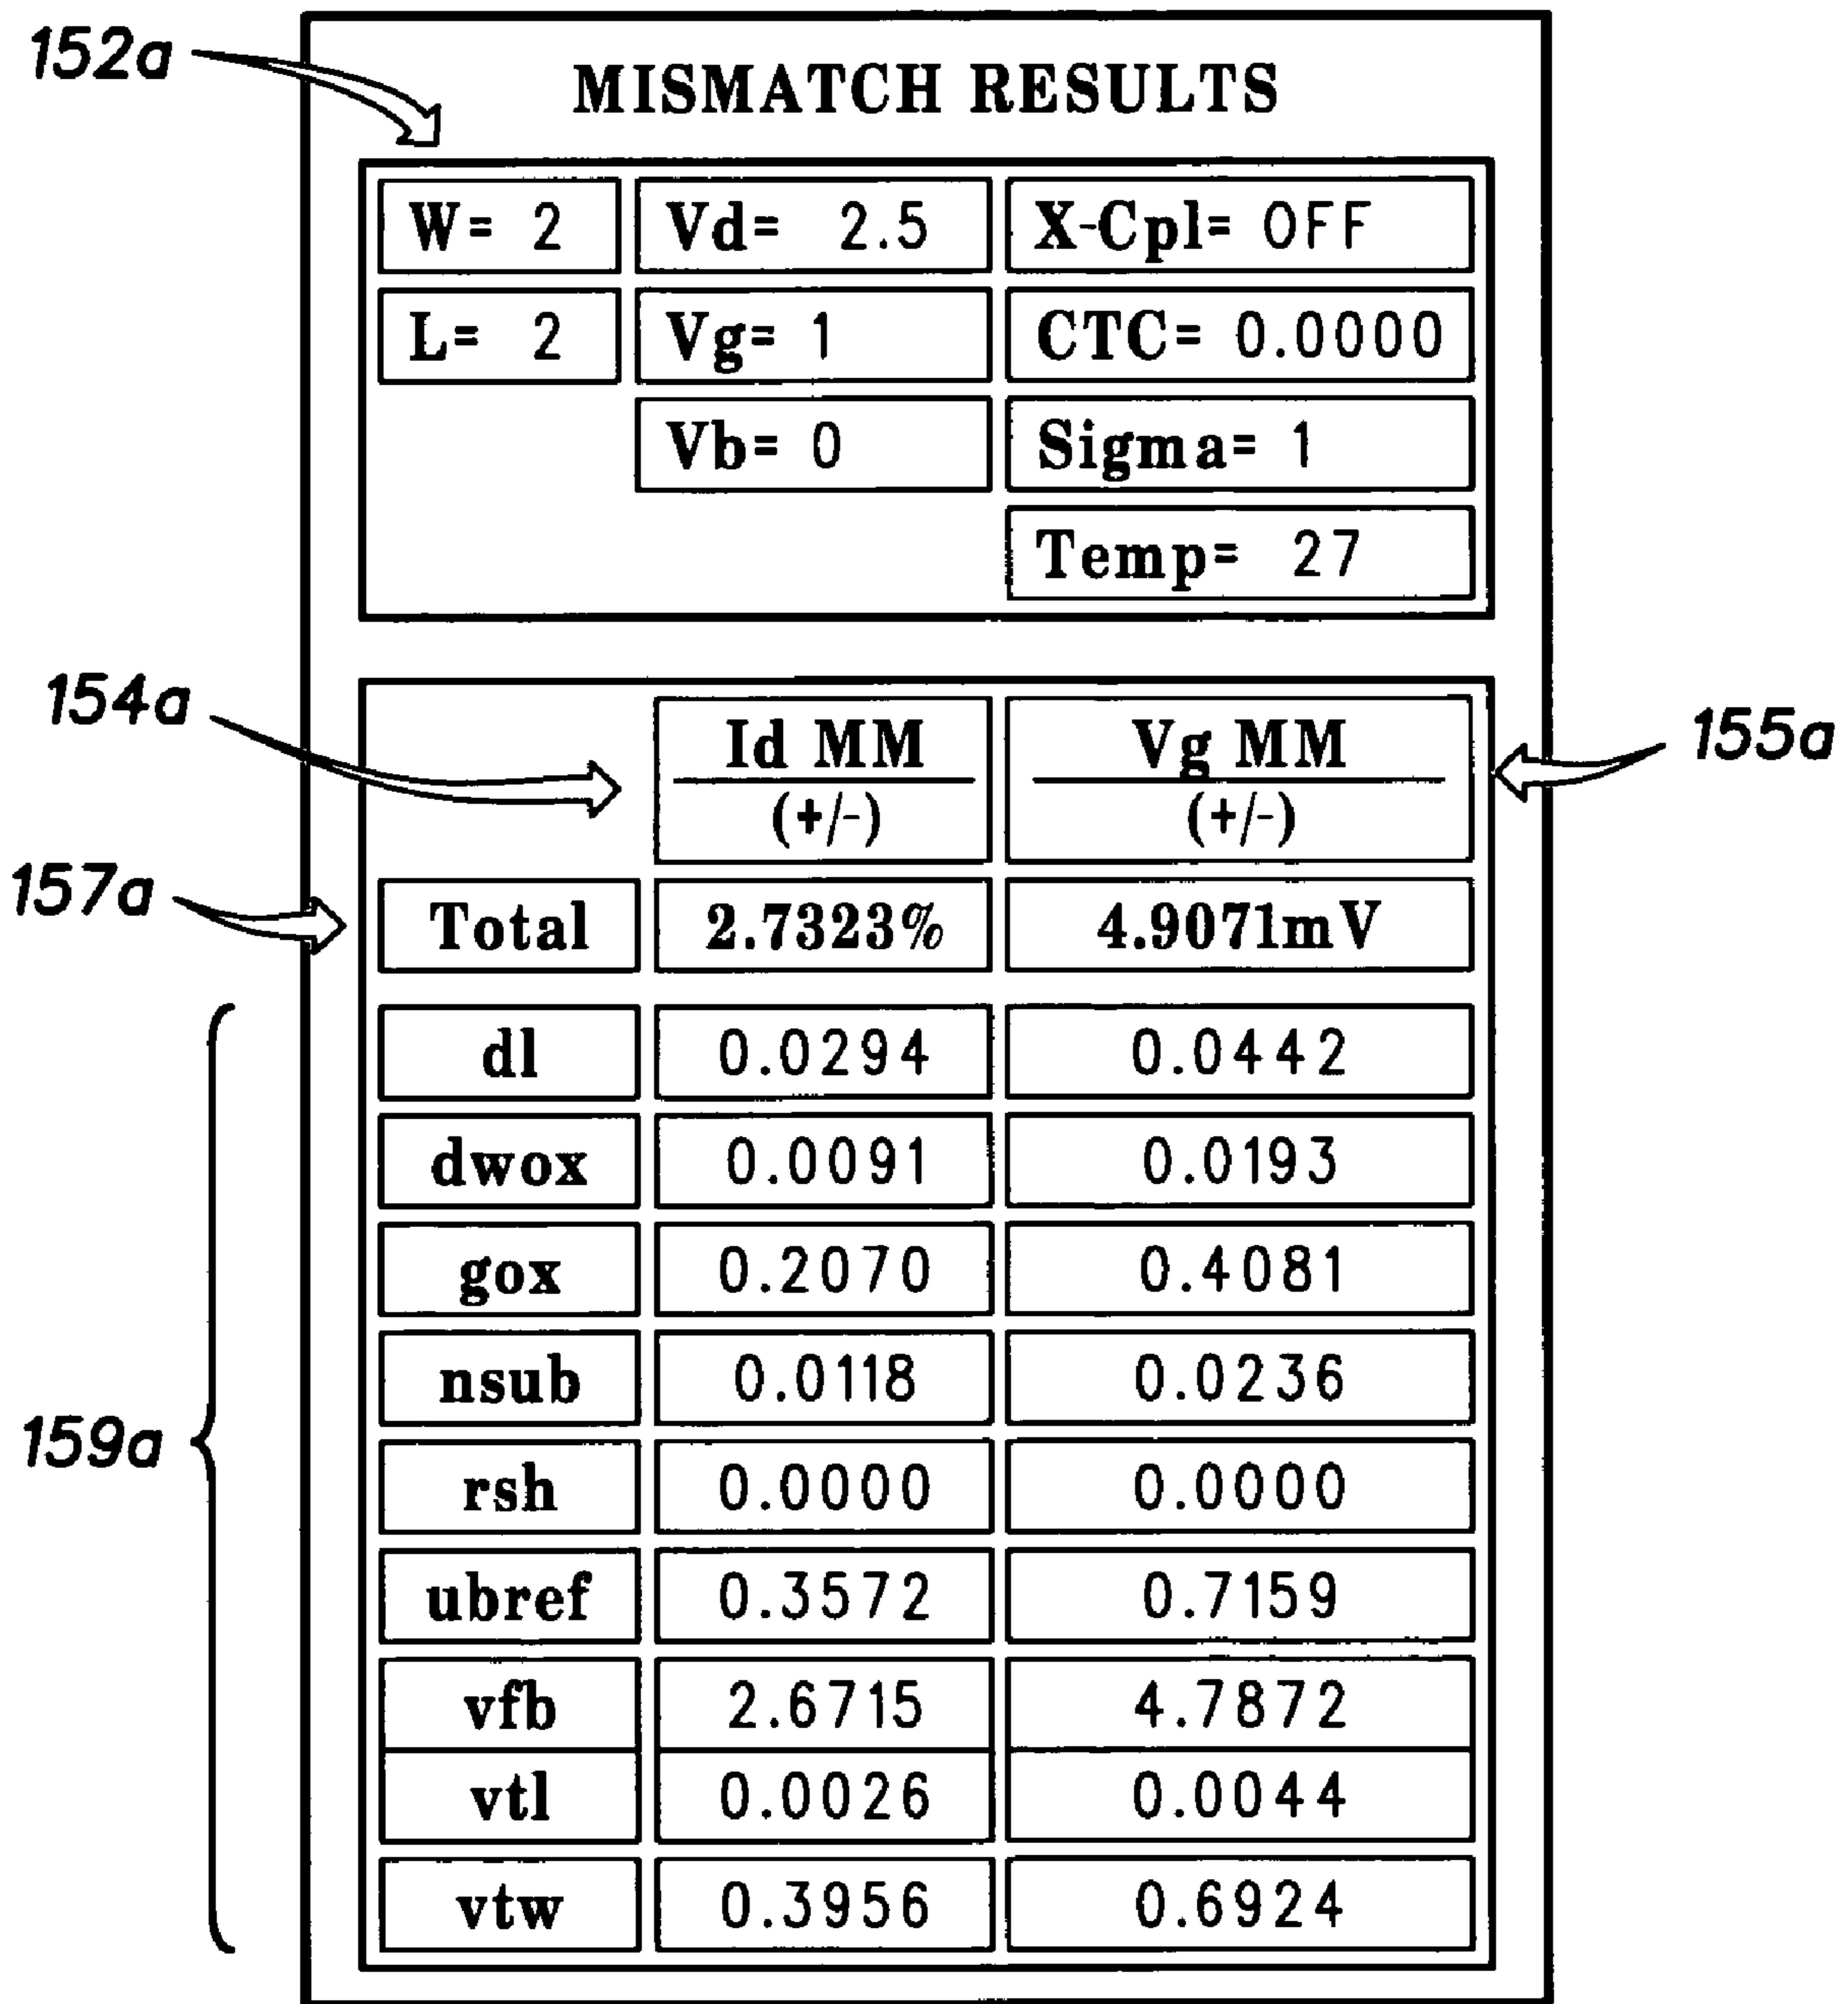 152a
MISMATCH RESULTS
W= 2 Vd= 2.5 X-Cpl= OFF
L= 2 Vg= 1 CTC= 0.0000
Vb= 0 Sigma= 1
Temp= 27
154a
155a
Id MM Vg MM
(+/-) (+/-)
157a
Total 2.7323% 4.9071mV
dl 0.0294 0.0442
dwox 0.0091 0.0193
gox 0.2070 0.4081
nsub 0.0118 0.0236
159a
rsh 0.0000 0.0000
ubref 0.3572 0.7159
vfb 2.6715 4.7872
vtl 0.0026 0.0044
vtw 0.3956 0.6924